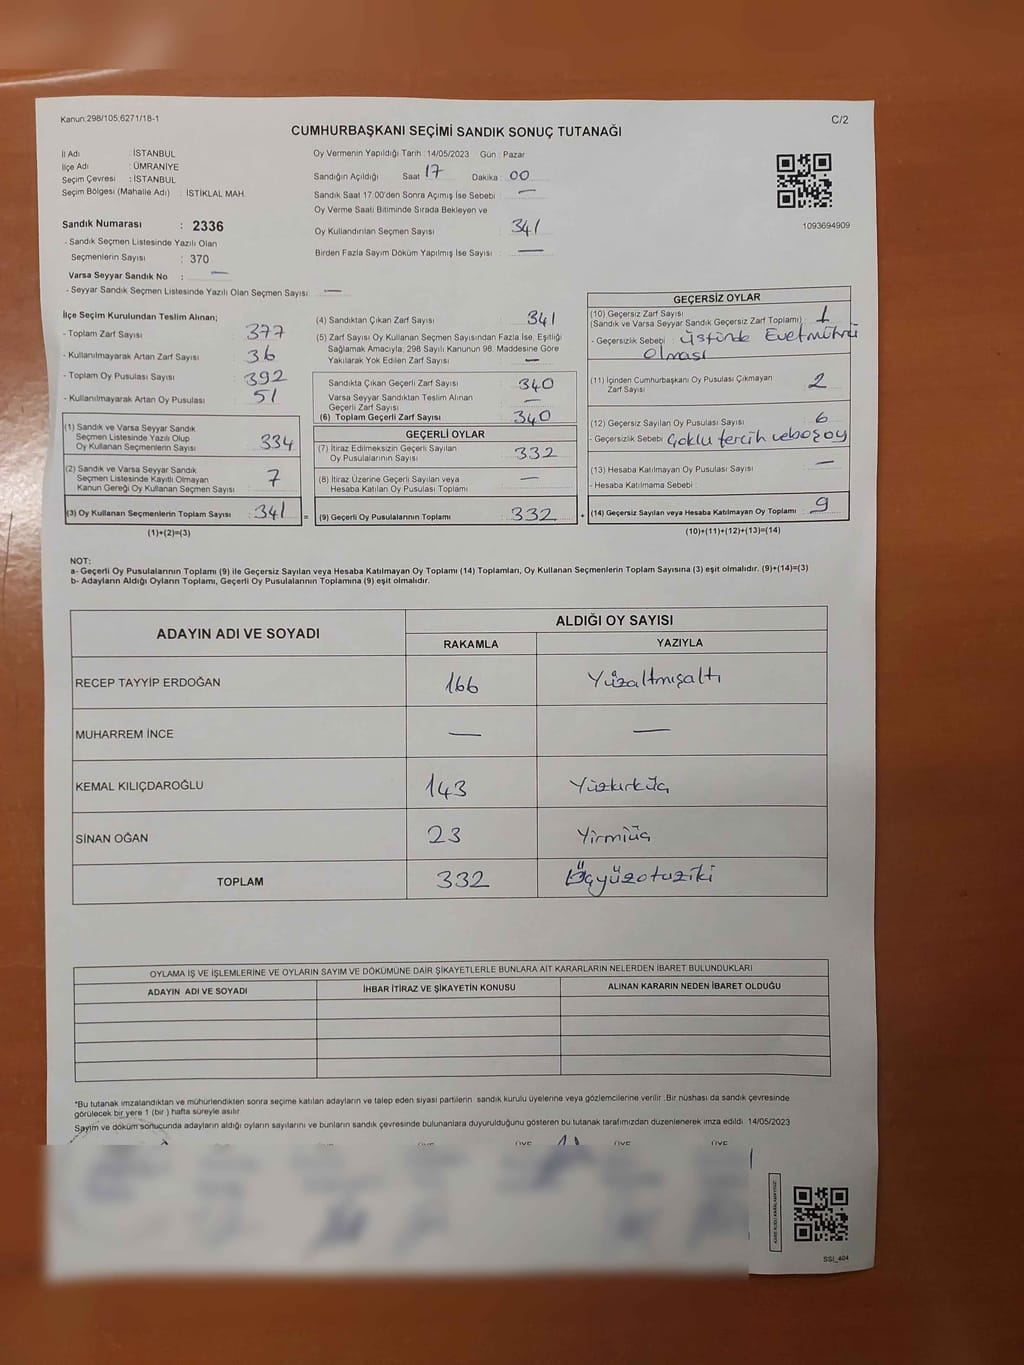 Kanun;298/105;6271/18-1
C/2
CUMHURBAŞKANI SEÇİMİ SANDIK SONUÇ TUTANAĞI
İl Adı : İSTANBUL
İlçe Adı : ÜMRANİYE
Seçim Çevresi : İSTANBUL
Seçim Bölgesi (Mahalle Adı) : İSTİKLAL MAH.
Sandık Numarası : 2336
- Sandık Seçmen Listesinde Yazılı Olan
Seçmenlerin Sayısı : 370
Varsa Seyyar Sandık No : —
- Seyyar Sandık Seçmen Listesinde Yazılı Olan Seçmen Sayısı: —
Oy Vermenin Yapıldığı Tarih : 14/05/2023 Gün : Pazar
Sandığın Açıldığı Saat : 17 Dakika : 00
Sandık Saat 17:00'den Sonra Açımış İse Sebebi : —
Oy Verme Saati Bitiminde Sırada Bekleyen ve
Oy Kullandırılan Seçmen Sayısı : 341
Birden Fazla Sayım Döküm Yapılmış İse Sayısı : —
1093694909
İlçe Seçim Kurulundan Teslim Alınan;
- Toplam Zarf Sayısı : 377
- Kullanılmayarak Artan Zarf Sayısı : 36
- Toplam Oy Pusulası Sayısı : 392
- Kullanılmayarak Artan Oy Pusulası : 51
(1) Sandık ve Varsa Seyyar Sandık
Seçmen Listesinde Yazılı Olup
Oy Kullanan Seçmenlerin Sayısı : 334
(2) Sandık ve Varsa Seyyar Sandık
Seçmen Listesinde Kayıtlı Olmayan
Kanun Gereği Oy Kullanan Seçmen Sayısı : 7
(3) Oy Kullanan Seçmenlerin Toplam Sayısı : 341 =
(1)+(2)=(3)
(4) Sandıktan Çıkan Zarf Sayısı : 341
(5) Zarf Sayısı Oy Kullanan Seçmen Sayısından Fazla İse, Eşitliği
Sağlamak Amacıyla; 298 Sayılı Kanunun 98. Maddesine Göre
Yakılarak Yok Edilen Zarf Sayısı : —
Sandıkta Çıkan Geçerli Zarf Sayısı : 340
Varsa Seyyar Sandıktan Teslim Alınan
Geçerli Zarf Sayısı : —
(6) Toplam Geçerli Zarf Sayısı : 340
GEÇERLİ OYLAR
(7) İtiraz Edilmeksizin Geçerli Sayılan
Oy Pusulalarının Sayısı : 332
(8) İtiraz Üzerine Geçerli Sayılan veya
Hesaba Katılan Oy Pusulası Toplamı : —
(9) Geçerli Oy Pusulalarının Toplamı : 332 +
GEÇERSİZ OYLAR
(10) Geçersiz Zarf Sayısı
(Sandık ve Varsa Seyyar Sandık Geçersiz Zarf Toplamı) : 1
- Geçersizlik Sebebi : üstünde Evet mührü
olması
(11) İçinden Cumhurbaşkanı Oy Pusulası Çıkmayan
Zarf Sayısı : 2
(12) Geçersiz Sayılan Oy Pusulası Sayısı : 6
- Geçersizlik Sebebi : çoklu tercih ve boş oy
(13) Hesaba Katılmayan Oy Pusulası Sayısı : —
- Hesaba Katılmama Sebebi :
(14) Geçersiz Sayılan veya Hesaba Katılmayan Oy Toplamı : 9
(10)+(11)+(12)+(13)=(14)
NOT:
a- Geçerli Oy Pusulalarının Toplamı (9) ile Geçersiz Sayılan veya Hesaba Katılmayan Oy Toplamı (14) Toplamları, Oy Kullanan Seçmenlerin Toplam Sayısına (3) eşit olmalıdır. (9)+(14)=(3)
b- Adayların Aldığı Oyların Toplamı, Geçerli Oy Pusulalarının Toplamına (9) eşit olmalıdır.
ADAYIN ADI VE SOYADI
ALDIĞI OY SAYISI
RAKAMLA YAZIYLA
RECEP TAYYİP ERDOĞAN 166 Yüzaltmışaltı
MUHARREM İNCE — —
KEMAL KILIÇDAROĞLU 143 Yüzkırküç
SİNAN OĞAN 23 Yirmiüç
TOPLAM 332 Üçyüzotuziki
OYLAMA İŞ VE İŞLEMLERİNE VE OYLARIN SAYIM VE DÖKÜMÜNE DAİR ŞİKAYETLERLE BUNLARA AİT KARARLARIN NELERDEN İBARET BULUNDUKLARI
ADAYIN ADI VE SOYADI İHBAR İTİRAZ VE ŞİKAYETİN KONUSU ALINAN KARARIN NEDEN İBARET OLDUĞU
*Bu tutanak imzalandıktan ve mühürlendikten sonra seçime katılan adayların ve talep eden siyasi partilerin sandık kurulu üyelerine veya gözlemcilerine verilir. Bir nüshası da sandık çevresinde
görülecek bir yere 1 (bir) hafta süreyle asılır.
Sayım ve döküm sonucunda adayların aldığı oyların sayılarını ve bunların sandık çevresinde bulunanlara duyurulduğunu gösteren bu tutanak tarafımızdan düzenlenerek imza edildi. 14/05/2023
SSİ_404